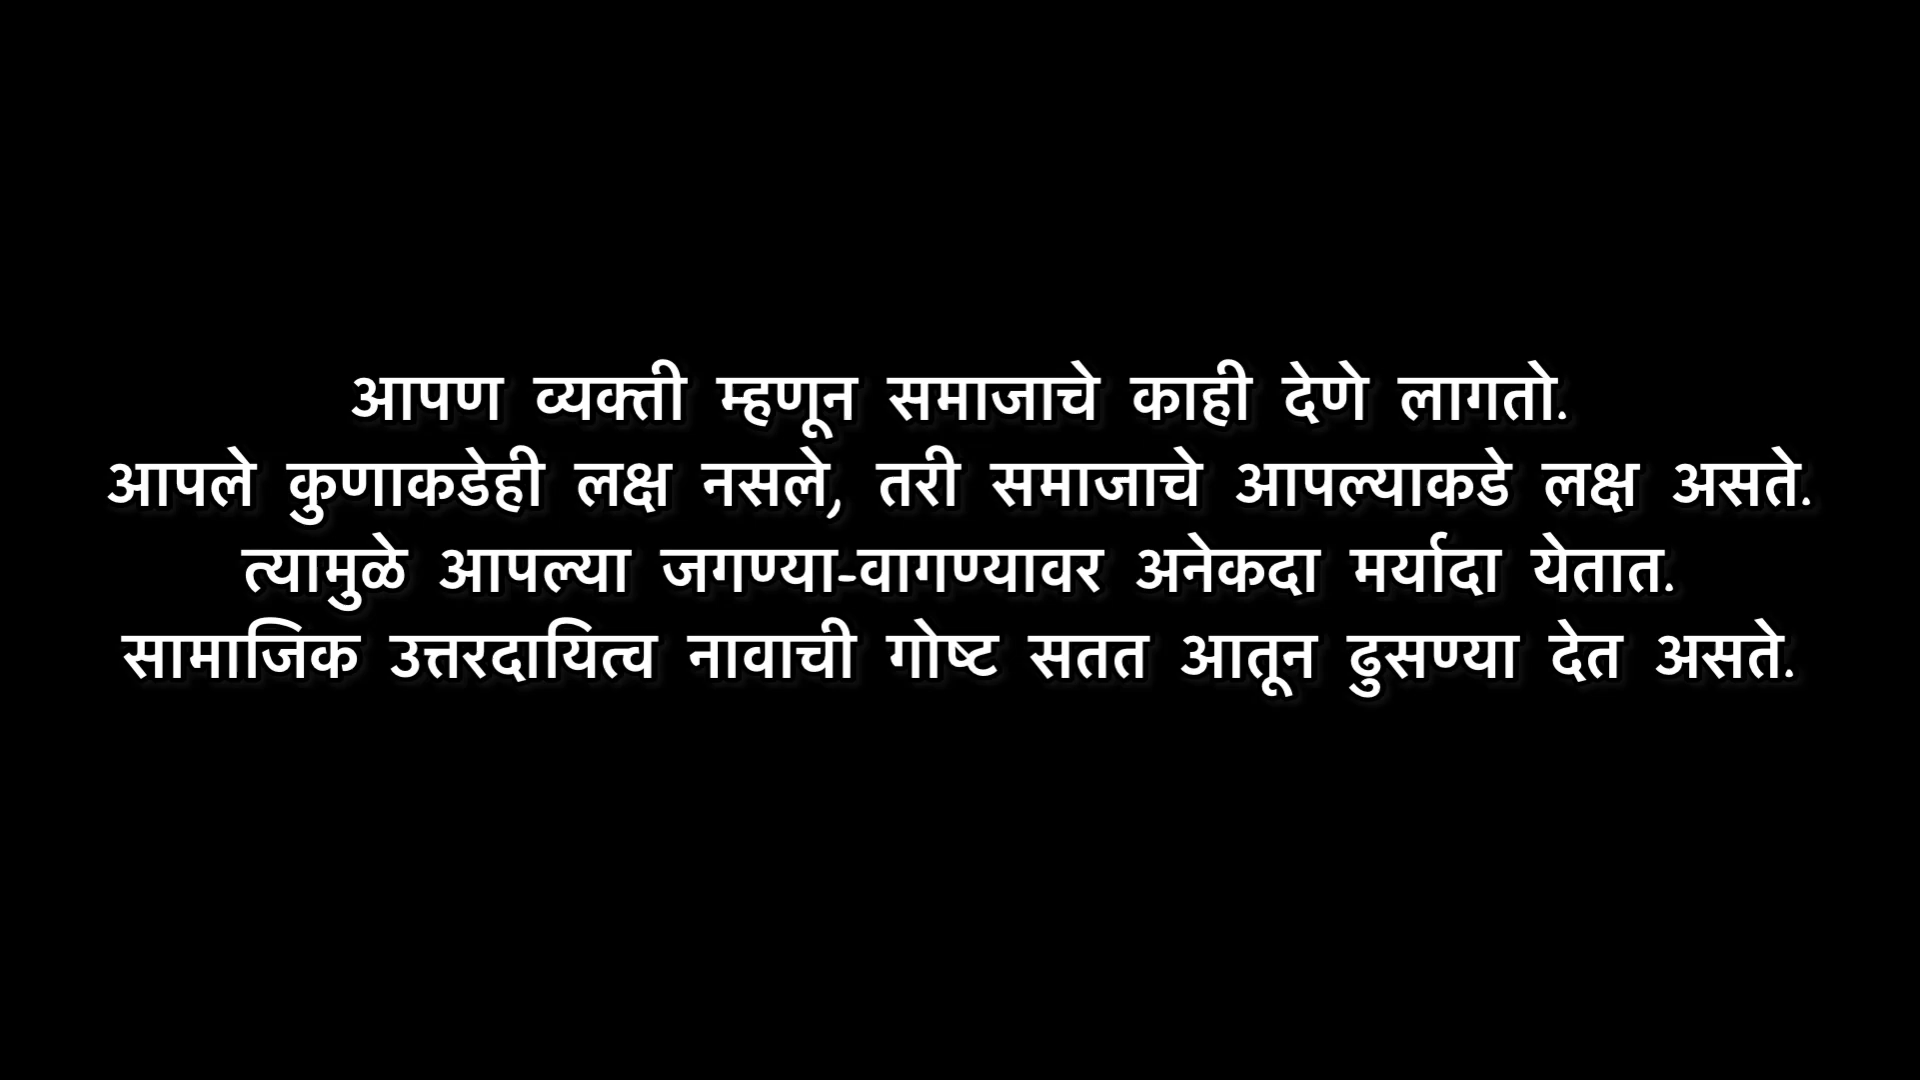 आपण व्यक्ती म्हणून समाजाचे काही देणे लागतो.
आपले कुणाकडेही लक्ष नसले, तरी समाजाचे आपल्याकडे लक्ष असते.
त्यामुळे आपल्या जगण्या-वागण्यावर अनेकदा मर्यादा येतात.
सामाजिक उत्तरदायित्व नावाची गोष्ट सतत आतून ढुसण्या देत असते.